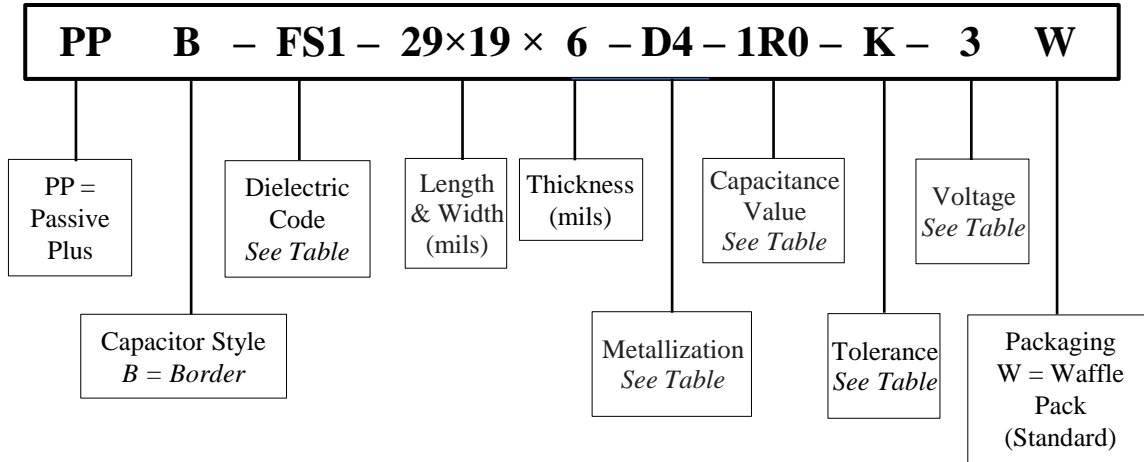 PP B – FS1 – 29×19 × 6 – D4 – 1R0 – K – 3 W
PP =
Passive
Plus
Dielectric
Code
See Table
Length
& Width
(mils)
Thickness
(mils)
Capacitance
Value
See Table
Voltage
See Table
Capacitor Style
B = Border
Metallization
See Table
Tolerance
See Table
Packaging
W = Waffle
Pack
(Standard)